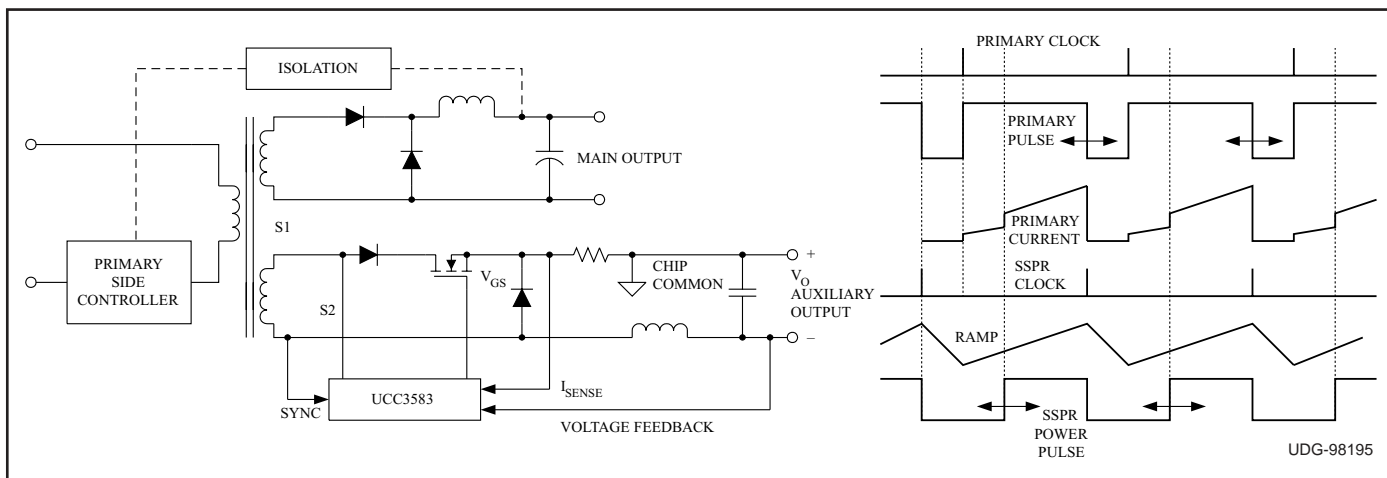 ISOLATION
MAIN OUTPUT
S1
PRIMARY
SIDE
CONTROLLER
S2
V_GS
CHIP
COMMON
+
V_O
AUXILIARY
OUTPUT
–
UCC3583
SYNC
I_SENSE
VOLTAGE FEEDBACK
PRIMARY CLOCK
PRIMARY
PULSE
PRIMARY
CURRENT
SSPR
CLOCK
RAMP
SSPR
POWER
PULSE
UDG-98195